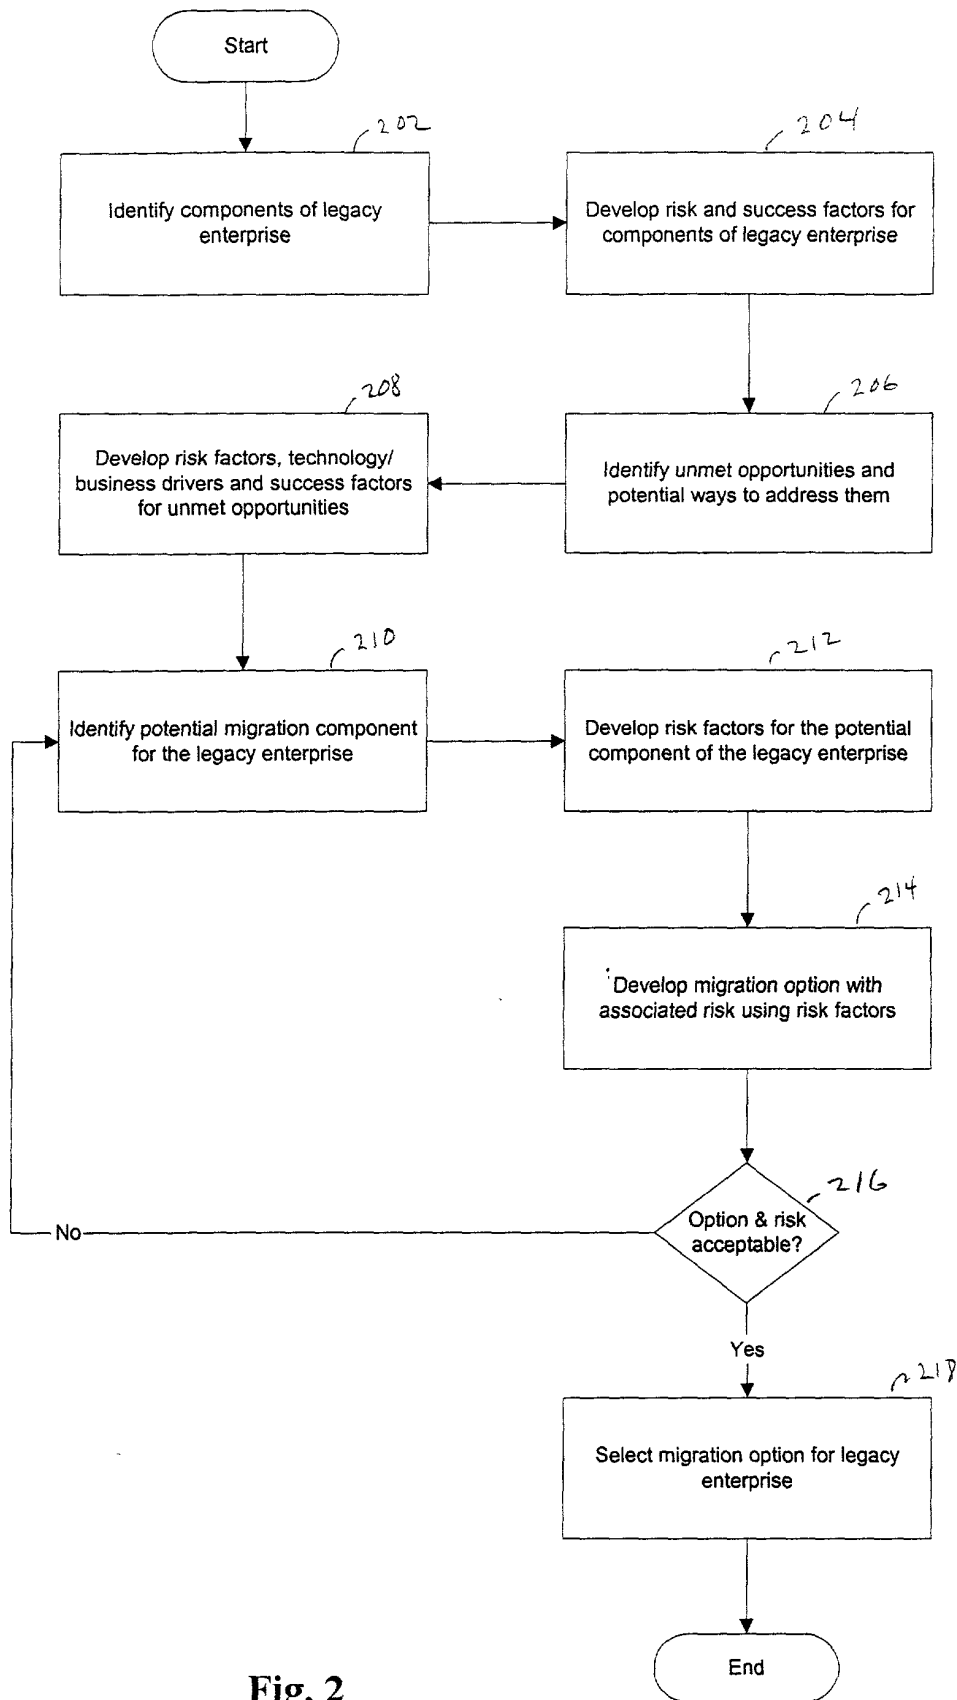 Start
202
Identify components of legacy
enterprise
204
Develop risk and success factors for
components of legacy enterprise
206
Identify unmet opportunities and
potential ways to address them
208
Develop risk factors, technology/
business drivers and success factors
for unmet opportunities
210
Identify potential migration component
for the legacy enterprise
212
Develop risk factors for the potential
component of the legacy enterprise
214
Develop migration option with
associated risk using risk factors
216
Option & risk
acceptable?
No
Yes
218
Select migration option for legacy
enterprise
End
Fig. 2